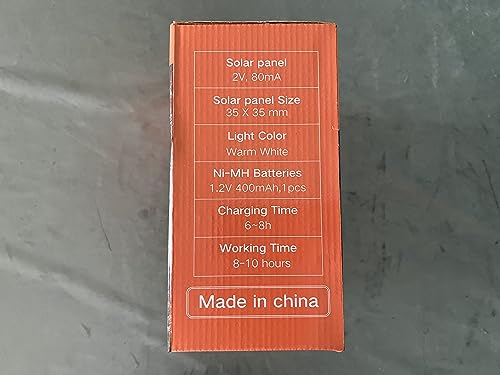 Solar panel
2V, 80mA
Solar panel Size
35 X 35 mm
Light Color
Warm White
Ni-MH Batteries
1.2V 400mAh,1pcs
Charging Time
6~8h
Working Time
8-10 hours
Made in china